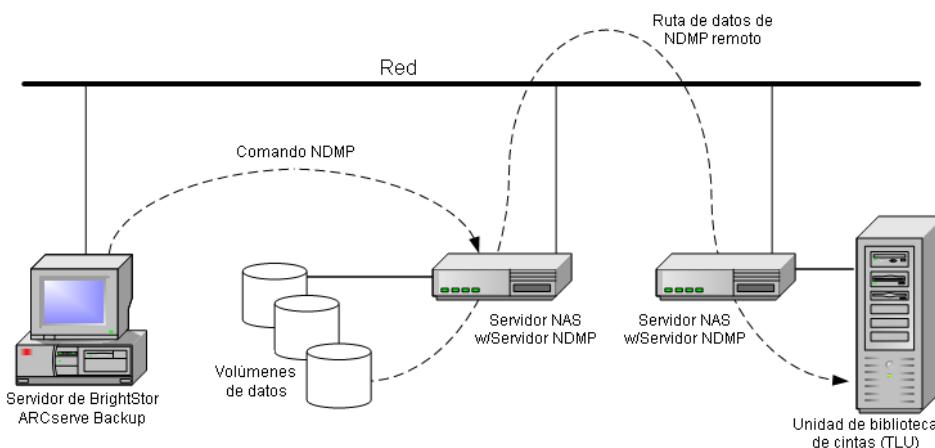 Ruta de datos de
NDMP remoto
Red
Comando NDMP
Servidor NAS
w/Servidor NDMP
Servidor NAS
w/Servidor NDMP
Volúmenes
de datos
Servidor de BrightStor
ARCserve Backup
Unidad de biblioteca
de cintas (TLU)